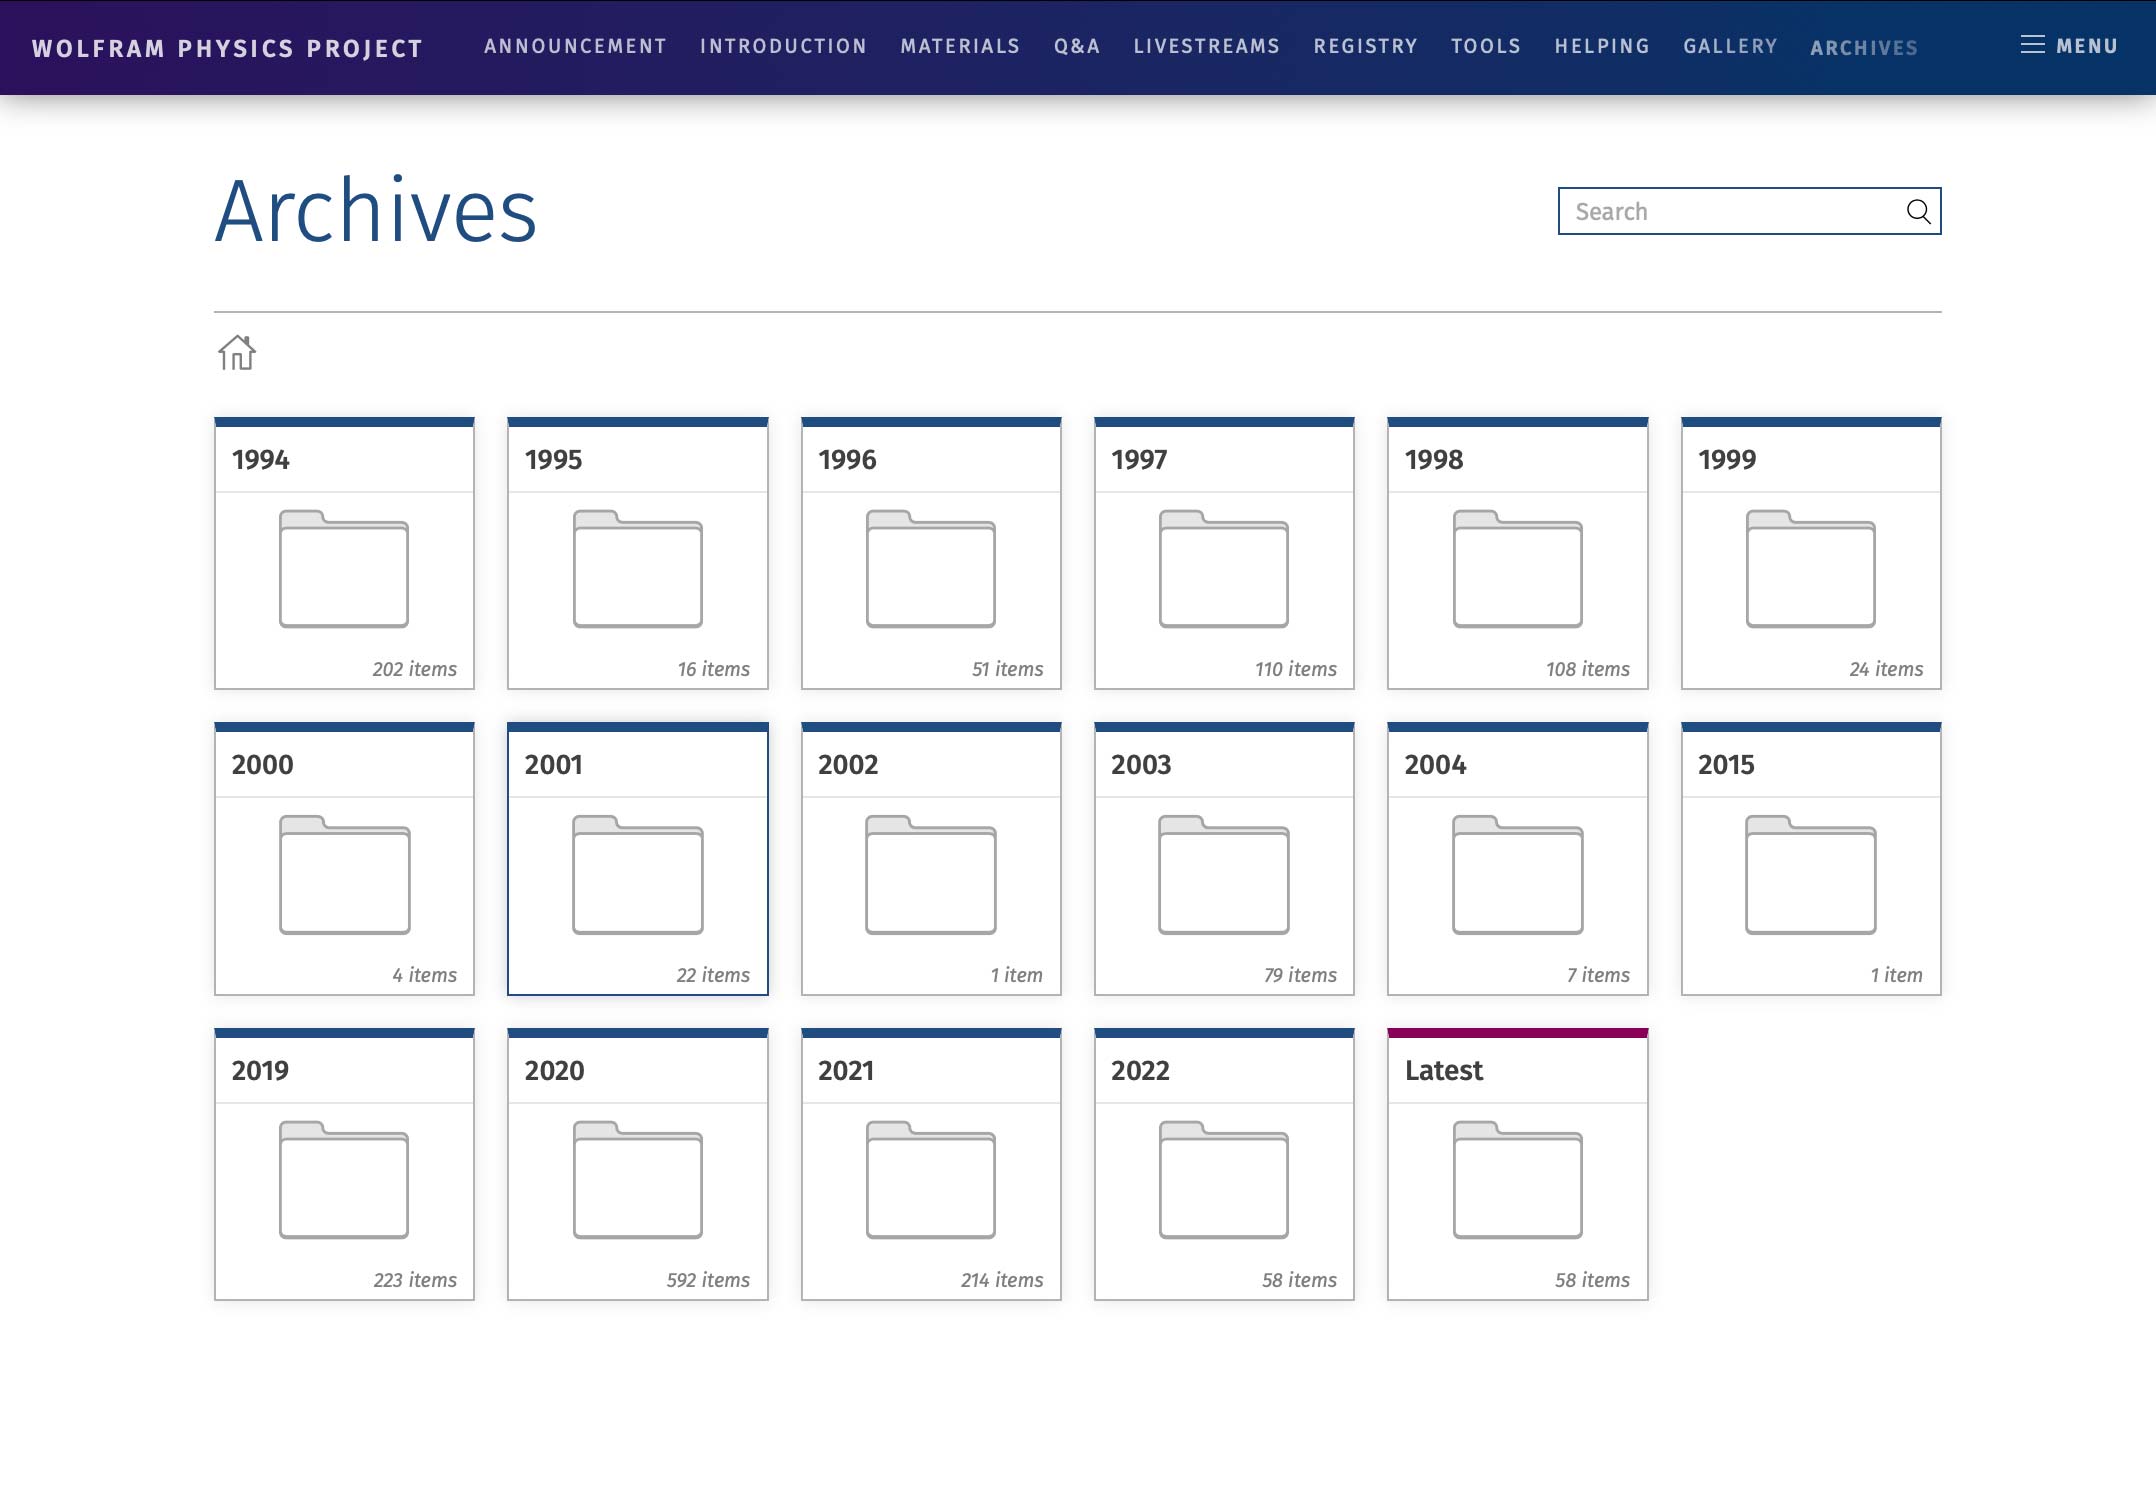 WOLFRAM PHYSICS PROJECT ANNOUNCEMENT INTRODUCTION MATERIALS Q&A LIVESTREAMS REGISTRY TOOLS HELPING GALLERY ARCHIVES MENU
Archives
Search
1994 1995 1996 1997 1998 1999
202 items 16 items 51 items 110 items 108 items 24 items
2000 2001 2002 2003 2004 2015
4 items 22 items 1 item 79 items 7 items 1 item
2019 2020 2021 2022 Latest
223 items 592 items 214 items 58 items 58 items